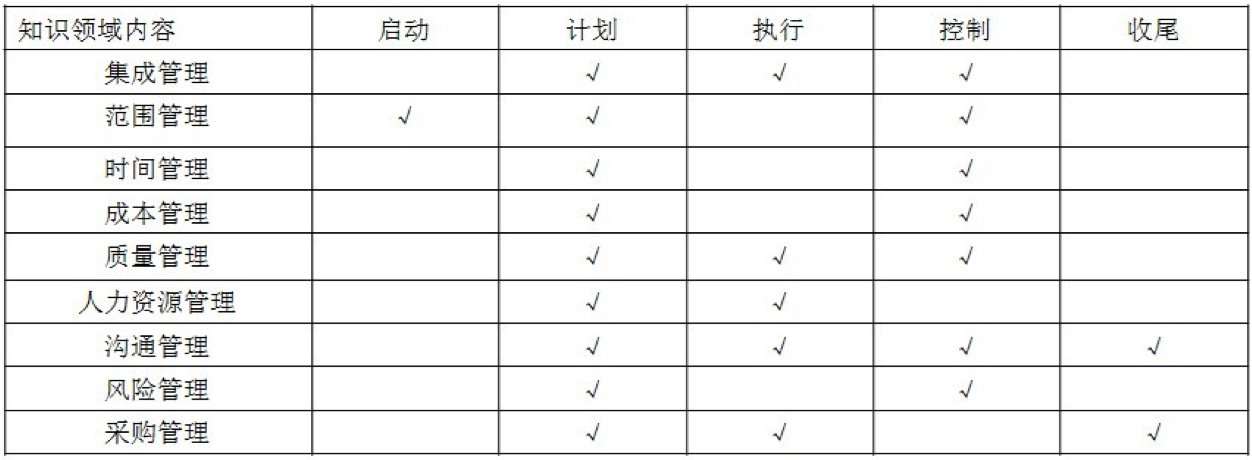 知识领域内容 启动 计划 执行 控制 收尾
集成管理 √ √ √
范围管理 √ √ √
时间管理 √ √
成本管理 √ √
质量管理 √ √ √
人力资源管理 √ √
沟通管理 √ √ √ √
风险管理 √ √
采购管理 √ √ √